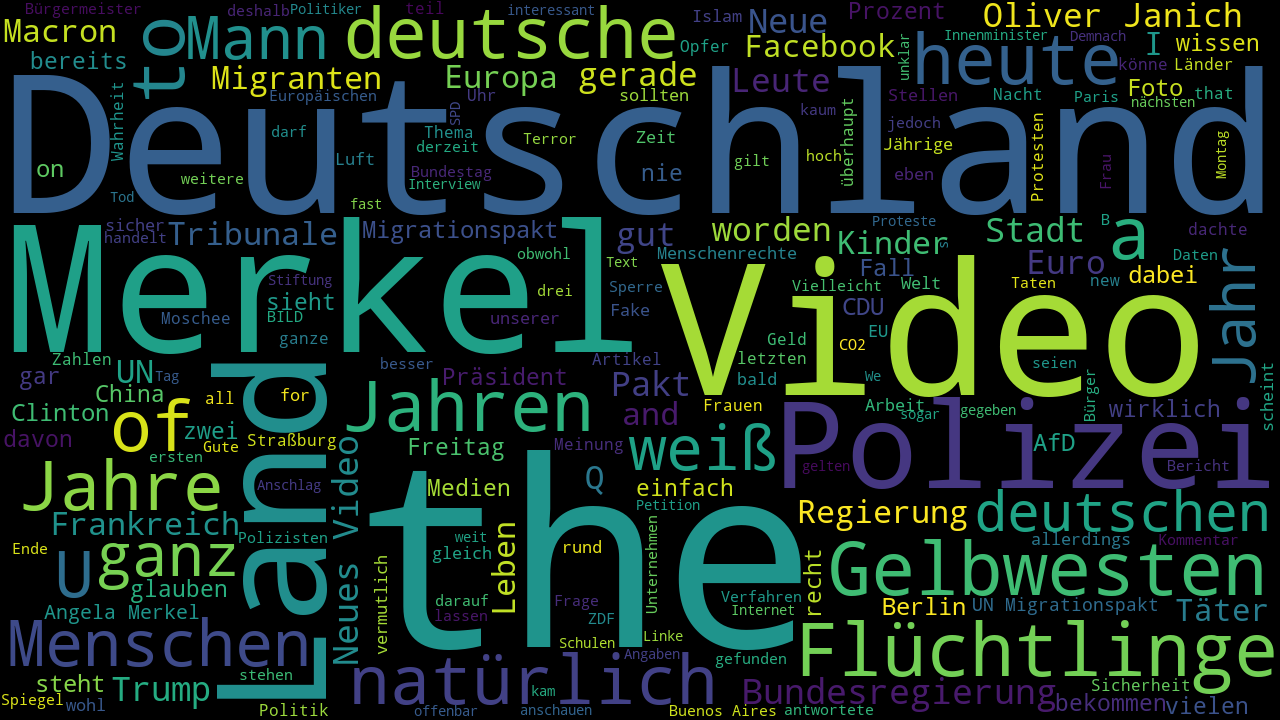 Bürgermeister
deshalb
Politiker
teil
interessant
Islam
Neue
Prozent
Oliver Janich
Macron
to
Mann
deutsche
Opfer
Facebook
unklar
heute
Innenminister
Demnach
I
wissen
bereits
Migranten
Europa
gerade
Leute
könne
Länder
Deutschland
Wahrheit
Europäischen
SPD
Uhr
sollten
kaum
Stellen
Nacht
Paris
Foto
that
nächsten
darf
Thema
derzeit
Terror
Zeit
überhaupt
jedoch
Jährige
Protesten
Montag
on
Luft
Bundestag
Interview
nie
gilt
hoch
eben
Frau
weitere
Tod
fast
sicher
handelt
Tribunale
Migrationspakt
gut
worden
Kinder
Proteste
s
Stadt
B
a
dachte
Merkel
obwohl
Text
Menschenrechte
Fall
Euro
dabei
Daten
Jahr
Stiftung
sieht
drei
Sperre
Video
Vielleicht
Welt
Taten
new
Moschee
BILD
unserer
Fake
CDU
EU
ganze
Geld
CO2
Zahlen
UN
Tag
Land
besser
Artikel
letzten
seien
gar
China
Präsident
Pakt
bald
We
Bürger
scheint
Clinton
of
all
for
Jahren
and
Frauen
Arbeit
sogar
gegeben
wirklich
davon
zwei
Gute
Straßburg
Neues Video
Freitag
Meinung
weiß
Polizei
AfD
ersten
gelten
Bericht
Jahre
Anschlag
the
Medien
Q
einfach
Petition
Regierung
deutschen
Frankreich
Polizisten
weit
gleich
Leben
rund
Unternehmen
allerdings
Kommentar
Ende
U
ganz
vermutlich
recht
Gelbwesten
glauben
darauf
lassen
Frage
ZDF
Verfahren
Internet
Berlin
UN Migrationspakt
Täter
Angela Merkel
Menschen
Schulen
Linke
Angaben
gefunden
Flüchtlinge
steht
stehen
natürlich
Sicherheit
Spiegel
wohl
Trump
Politik
offenbar
kam
anschauen
Buenos Aires
Bundesregierung
antwortete
bekommen
vielen